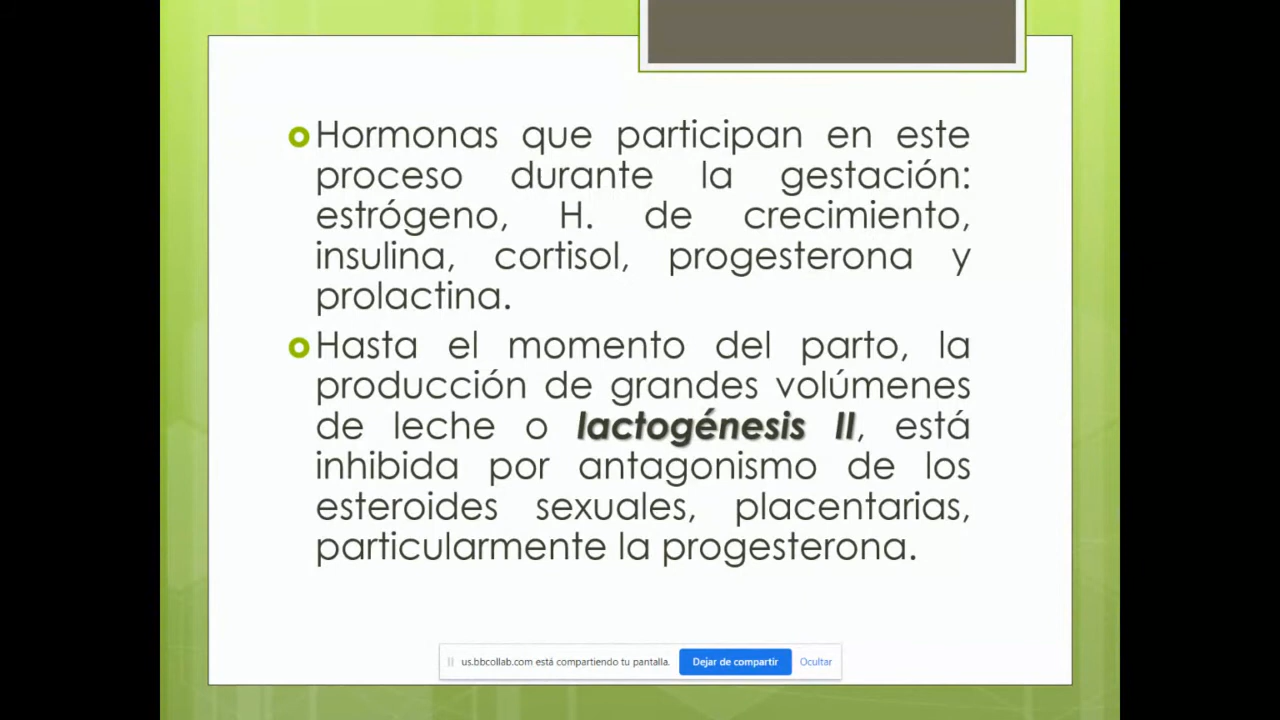 Hormonas que participan en este
proceso durante la gestación:
estrógeno, H. de crecimiento,
insulina, cortisol, progesterona y
prolactina.
Hasta el momento del parto, la
producción de grandes volúmenes
de leche o lactogénesis II, está
inhibida por antagonismo de los
esteroides sexuales, placentarias,
particularmente la progesterona.
us.bbcollab.com está compartiendo tu pantalla. Dejar de compartir Ocultar